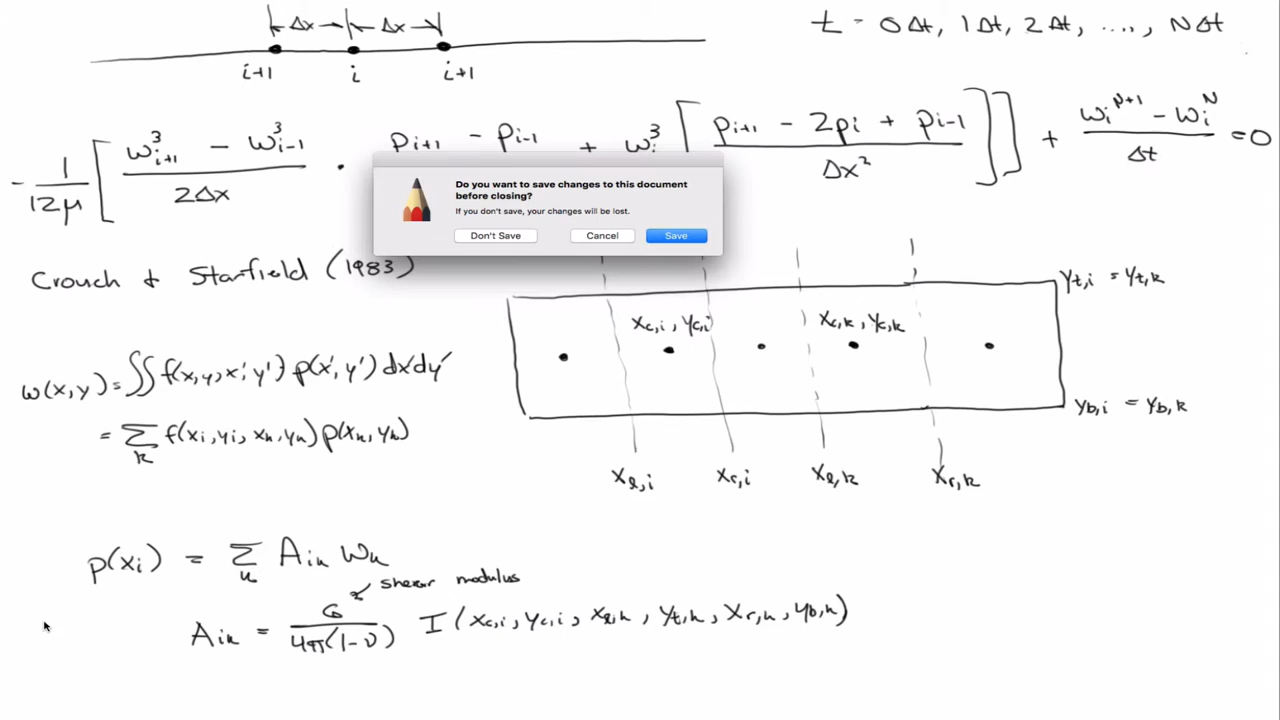 Δx Δx
t = 0Δt, 1Δt, 2Δt, ...., NΔt
i+1 i i+1
- 1/12μ [ (w³ᵢ₊₁ - w³ᵢ₋₁)/2Δx · pᵢ₊₁ - pᵢ₋₁ + wᵢ³ [ (pᵢ₊₁ - 2pᵢ + pᵢ₋₁)/Δx² ] ] + (wᵢᴺ⁺¹ - wᵢᴺ)/Δt = 0
Do you want to save changes to this document
before closing?
If you don't save, your changes will be lost.
Don't Save Cancel Save
Crouch & Starfield (1983)
yt,i = yt,k
xc,i, yc,i xc,k, yc,k
w(x,y) = ∬ f(x,y,x',y') p(x',y') dx'dy'
yb,i = yb,k
= Σk f(xi,yi,xk,yk) p(xk,yk)
xl,i xr,i xl,k xr,k
p(xi) = Σk Aik wk
shear modulus
Aik = G/4π(1-ν) I(xc,i, yc,i, xl,k, yt,k, xr,k, yb,k)